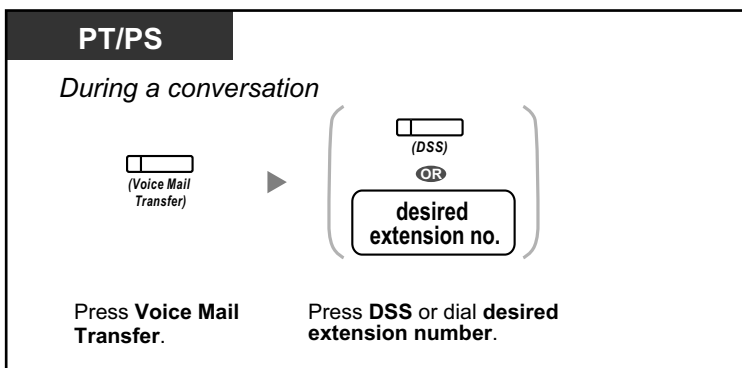 PT/PS
During a conversation
(Voice Mail
Transfer)
(DSS)
OR
desired
extension no.
Press Voice Mail
Transfer.
Press DSS or dial desired
extension number.